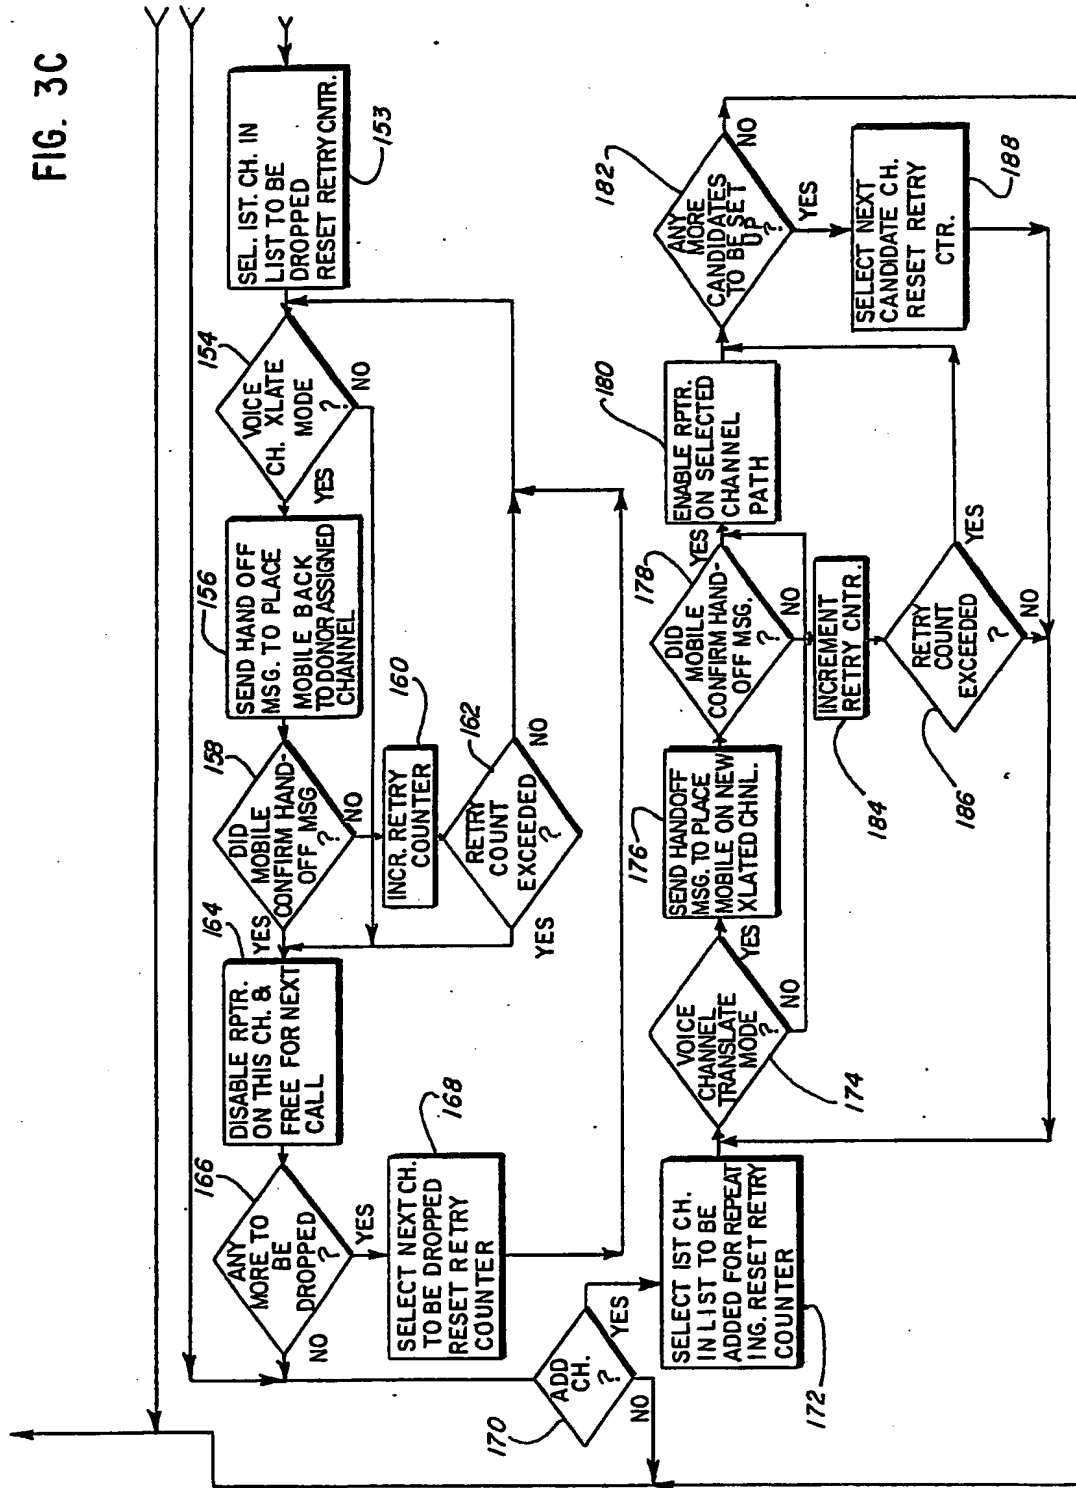 FIG. 3C
SEL. IST. CH. IN
LIST TO BE
DROPPED
RESET RETRY CNTR.
153
154
VOICE
CH. XLATE
MODE
?
NO
YES
156
SEND HAND OFF
MSG. TO PLACE
MOBILE BACK
TO DONOR ASSIGNED
CHANNEL
158
DID
MOBILE
CONFIRM HAND-
OFF MSG
?
NO
YES
160
INCR. RETRY
COUNTER
162
RETRY
COUNT
EXCEEDED
?
NO
YES
164
DISABLE RPTR.
ON THIS CH. &
FREE FOR NEXT
CALL
166
ANY
MORE TO
BE
DROPPED
?
YES
NO
168
SELECT NEXT CH.
TO BE DROPPED
RESET RETRY
COUNTER
170
ADD
CH.
?
YES
NO
SELECT IST CH.
IN LIST TO BE
ADDED FOR REPEAT
ING. RESET RETRY
COUNTER
172
VOICE
CHANNEL
TRANSLATE
MODE
?
YES
NO
174
176
SEND HANDOFF
MSG. TO PLACE
MOBILE ON NEW
XLATED CHNL.
178
DID
MOBILE
CONFIRM HAND-
OFF MSG.
?
YES
NO
180
ENABLE RPTR.
ON SELECTED
CHANNEL
PATH
182
ANY
MORE
CANDIDATES
TO BE SET
UP
?
NO
YES
INCREMENT
RETRY CNTR.
184
RETRY
COUNT
EXCEEDED
?
YES
NO
186
SELECT NEXT
CANDIDATE CH.
RESET RETRY
CTR.
188